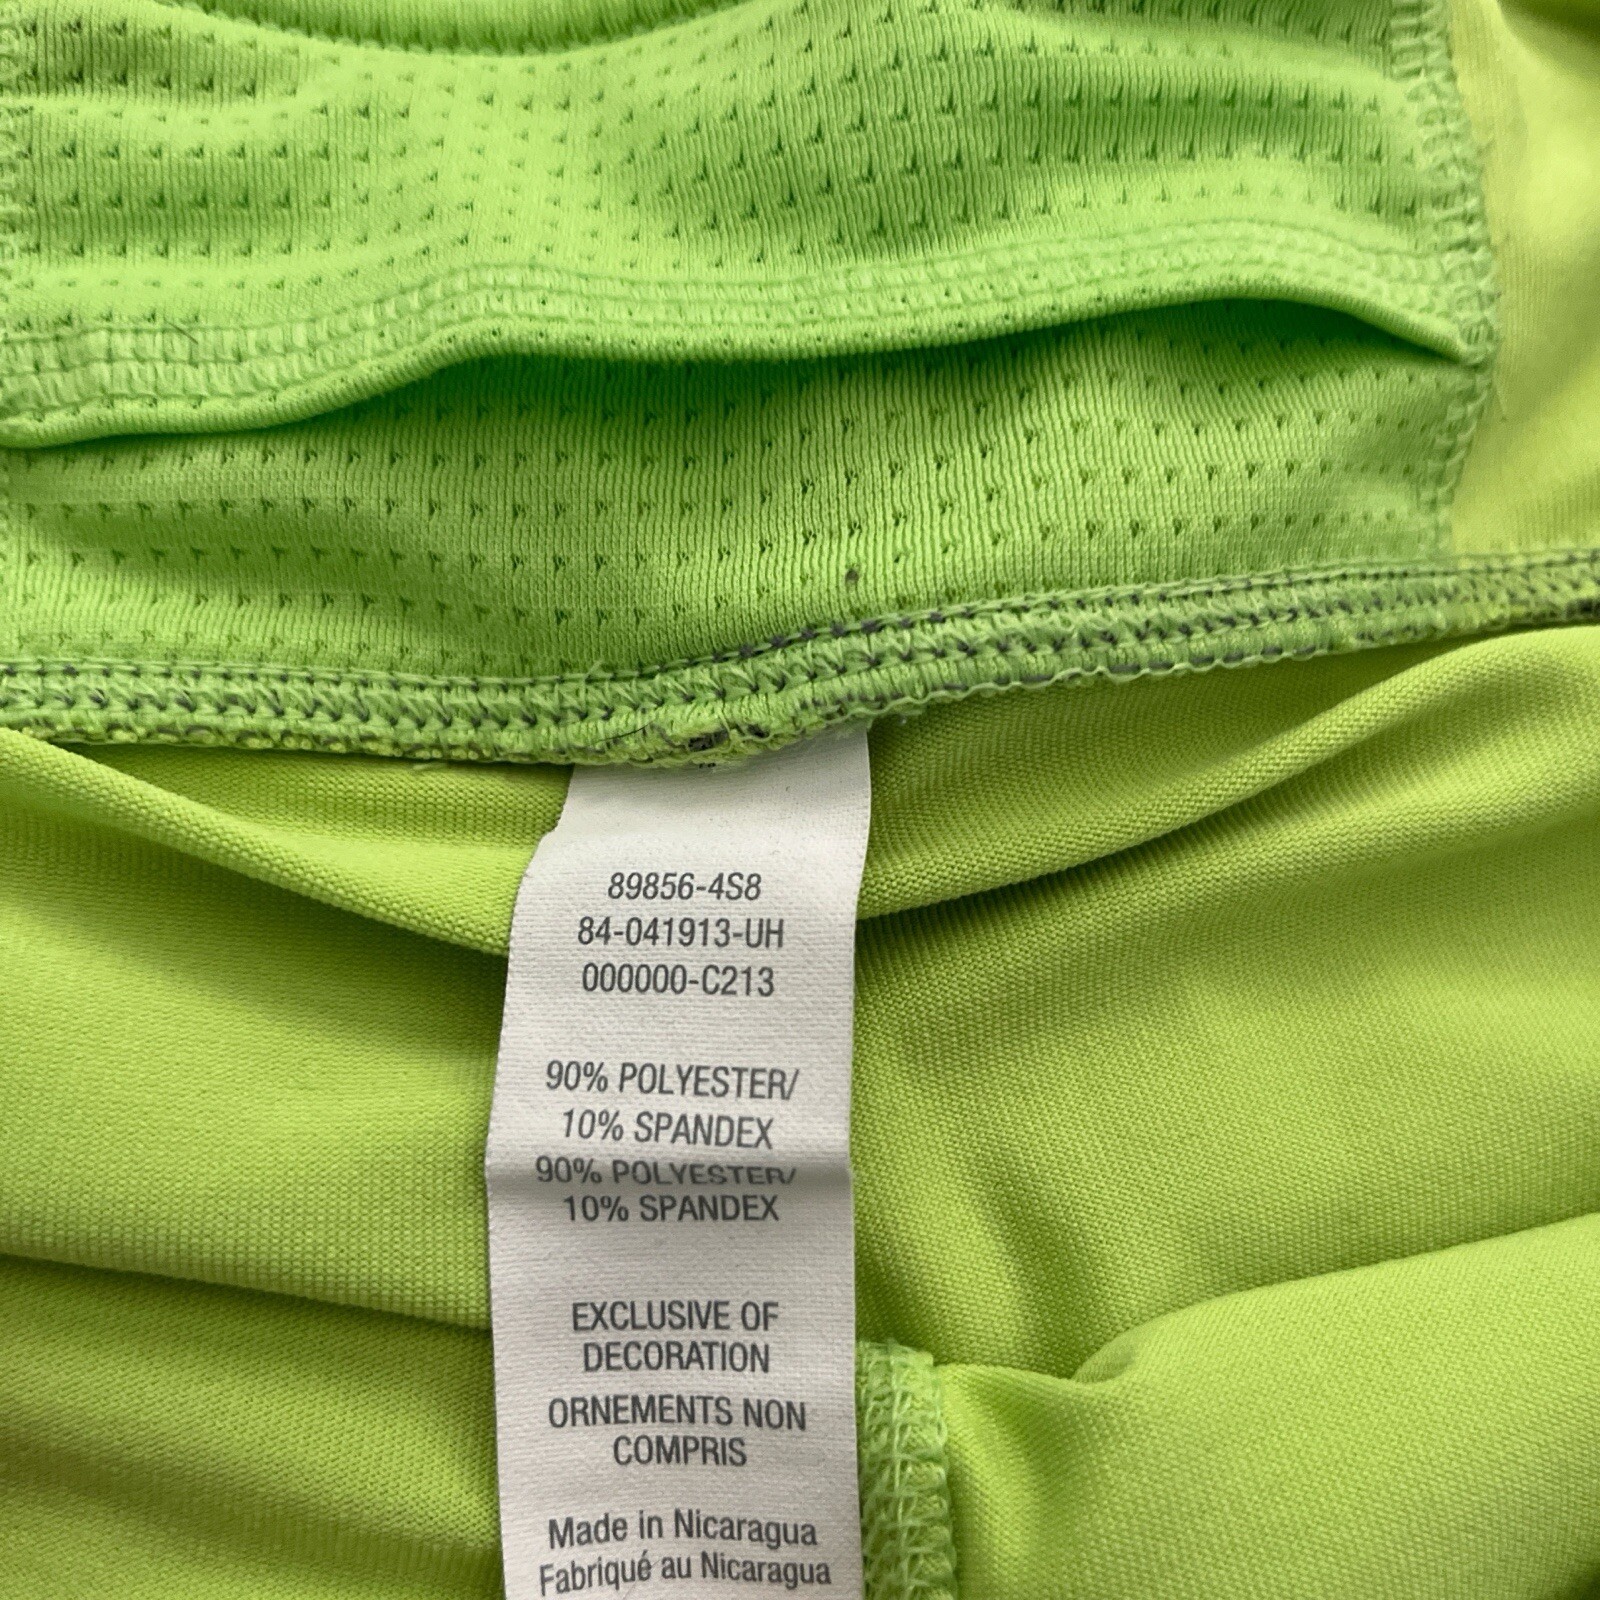 89856-4S8
84-041913-UH
000000-C213
90% POLYESTER/
10% SPANDEX
90% POLYESTER/
10% SPANDEX
EXCLUSIVE OF
DECORATION
ORNEMENTS NON
COMPRIS
Made in Nicaragua
Fabriqué au Nicaragua